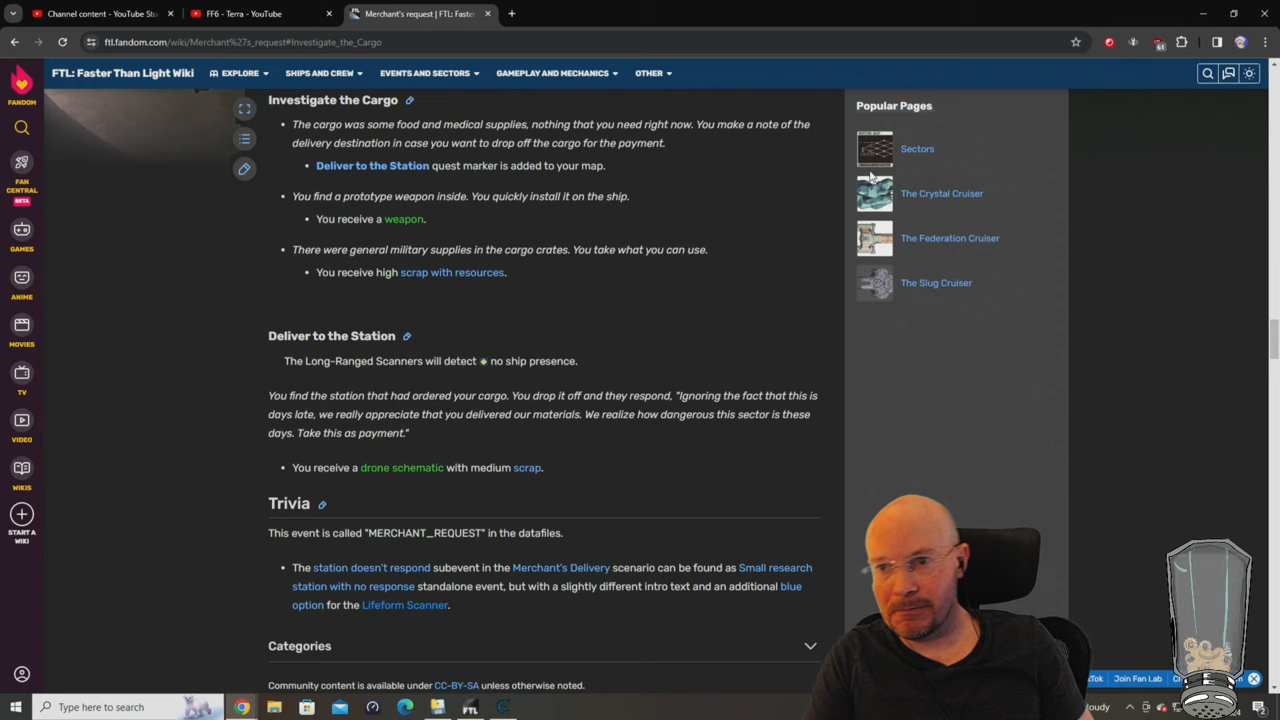 Channel content - YouTube Stu
FF6 - Terra - YouTube
Merchant's request | FTL: Faster
ftl.fandom.com/wiki/Merchant%27s_request#Investigate_the_Cargo
FTL: Faster Than Light Wiki
EXPLORE
SHIPS AND CREW
EVENTS AND SECTORS
GAMEPLAY AND MECHANICS
OTHER
FANDOM
FAN CENTRAL
BETA
GAMES
ANIME
MOVIES
TV
VIDEO
WIKIS
START A WIKI
Investigate the Cargo
The cargo was some food and medical supplies, nothing that you need right now. You make a note of the
delivery destination in case you want to drop off the cargo for the payment.
Deliver to the Station quest marker is added to your map.
You find a prototype weapon inside. You quickly install it on the ship.
You receive a weapon.
There were general military supplies in the cargo crates. You take what you can use.
You receive high scrap with resources.
Deliver to the Station
The Long-Ranged Scanners will detect no ship presence.
You find the station that had ordered your cargo. You drop it off and they respond, "Ignoring the fact that this is
days late, we really appreciate that you delivered our materials. We realize how dangerous this sector is these
days. Take this as payment."
You receive a drone schematic with medium scrap.
Trivia
This event is called "MERCHANT_REQUEST" in the datafiles.
The station doesn't respond subevent in the Merchant's Delivery scenario can be found as Small research
station with no response standalone event, but with a slightly different intro text and an additional blue
option for the Lifeform Scanner.
Categories
Community content is available under CC-BY-SA unless otherwise noted.
Popular Pages
Sectors
The Crystal Cruiser
The Federation Cruiser
The Slug Cruiser
Join Fan Lab
Type here to search
FTL